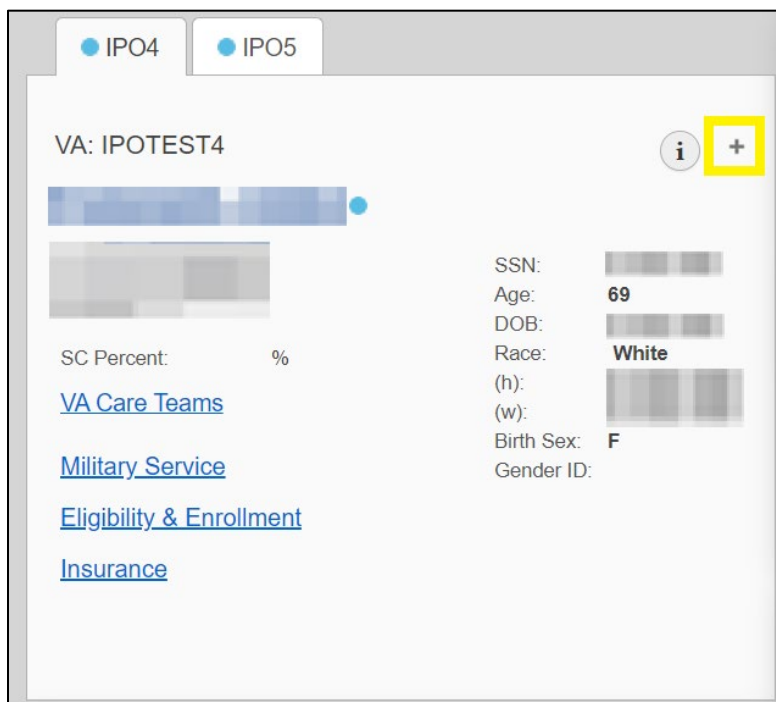 IPO4 IPO5
VA: IPOTEST4 i +
SSN:
Age: 69
DOB:
SC Percent: % Race: White
VA Care Teams (h):
(w):
Birth Sex: F
Military Service Gender ID:
Eligibility & Enrollment
Insurance